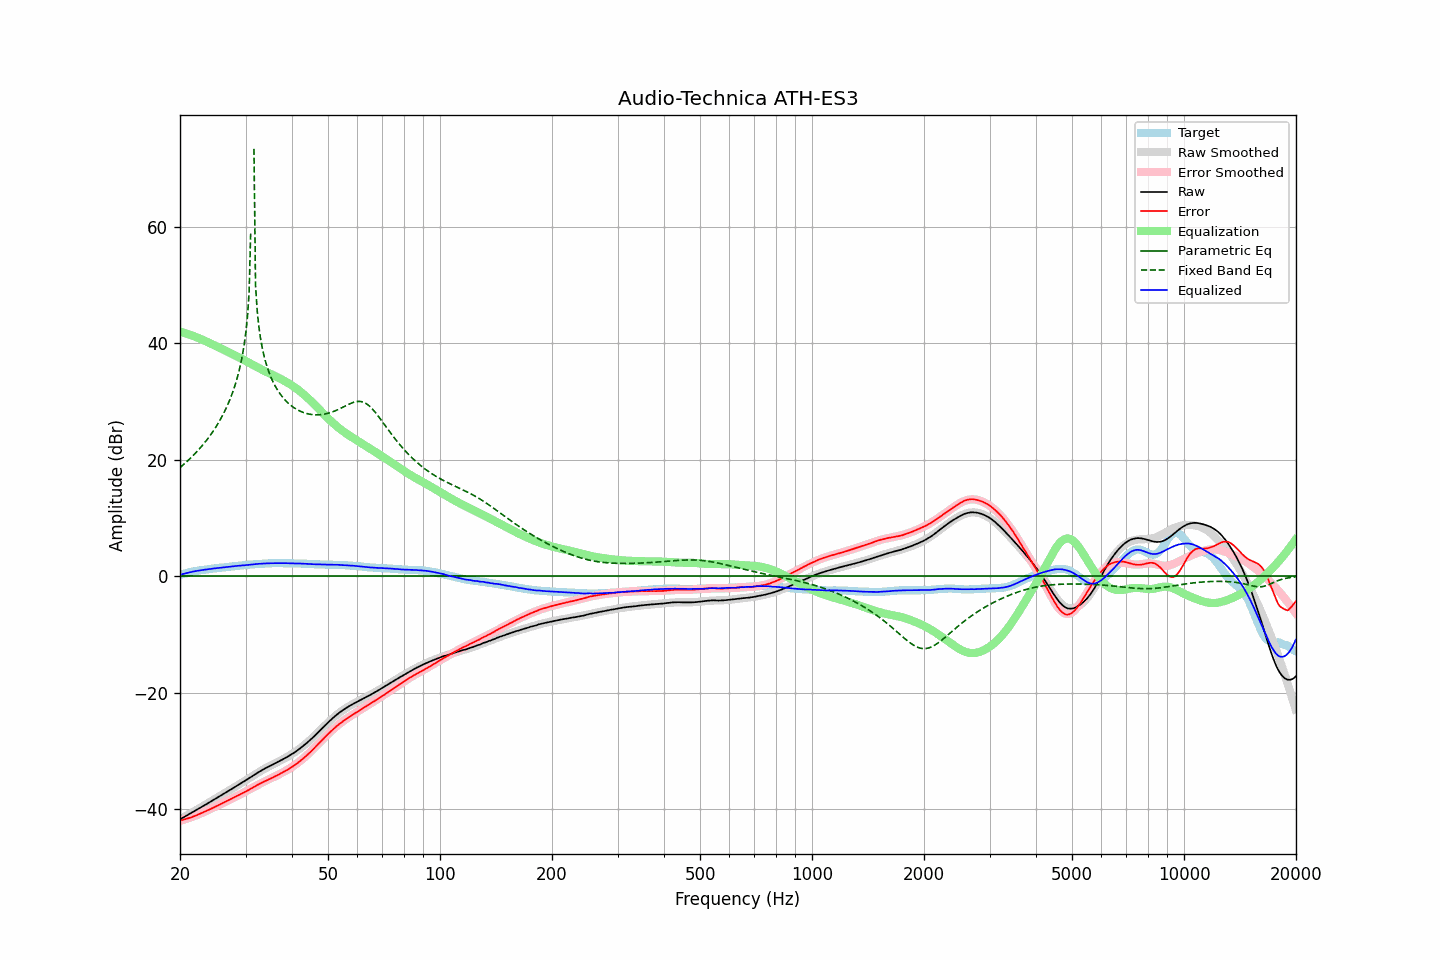 Audio-Technica ATH-ES3
Target
Raw Smoothed
Error Smoothed
Raw
Error
Equalization
Parametric Eq
Fixed Band Eq
Equalized
Amplitude (dBr)
60
40
20
0
−20
−40
20 50 100 200 500 1000 2000 5000 10000 20000
Frequency (Hz)